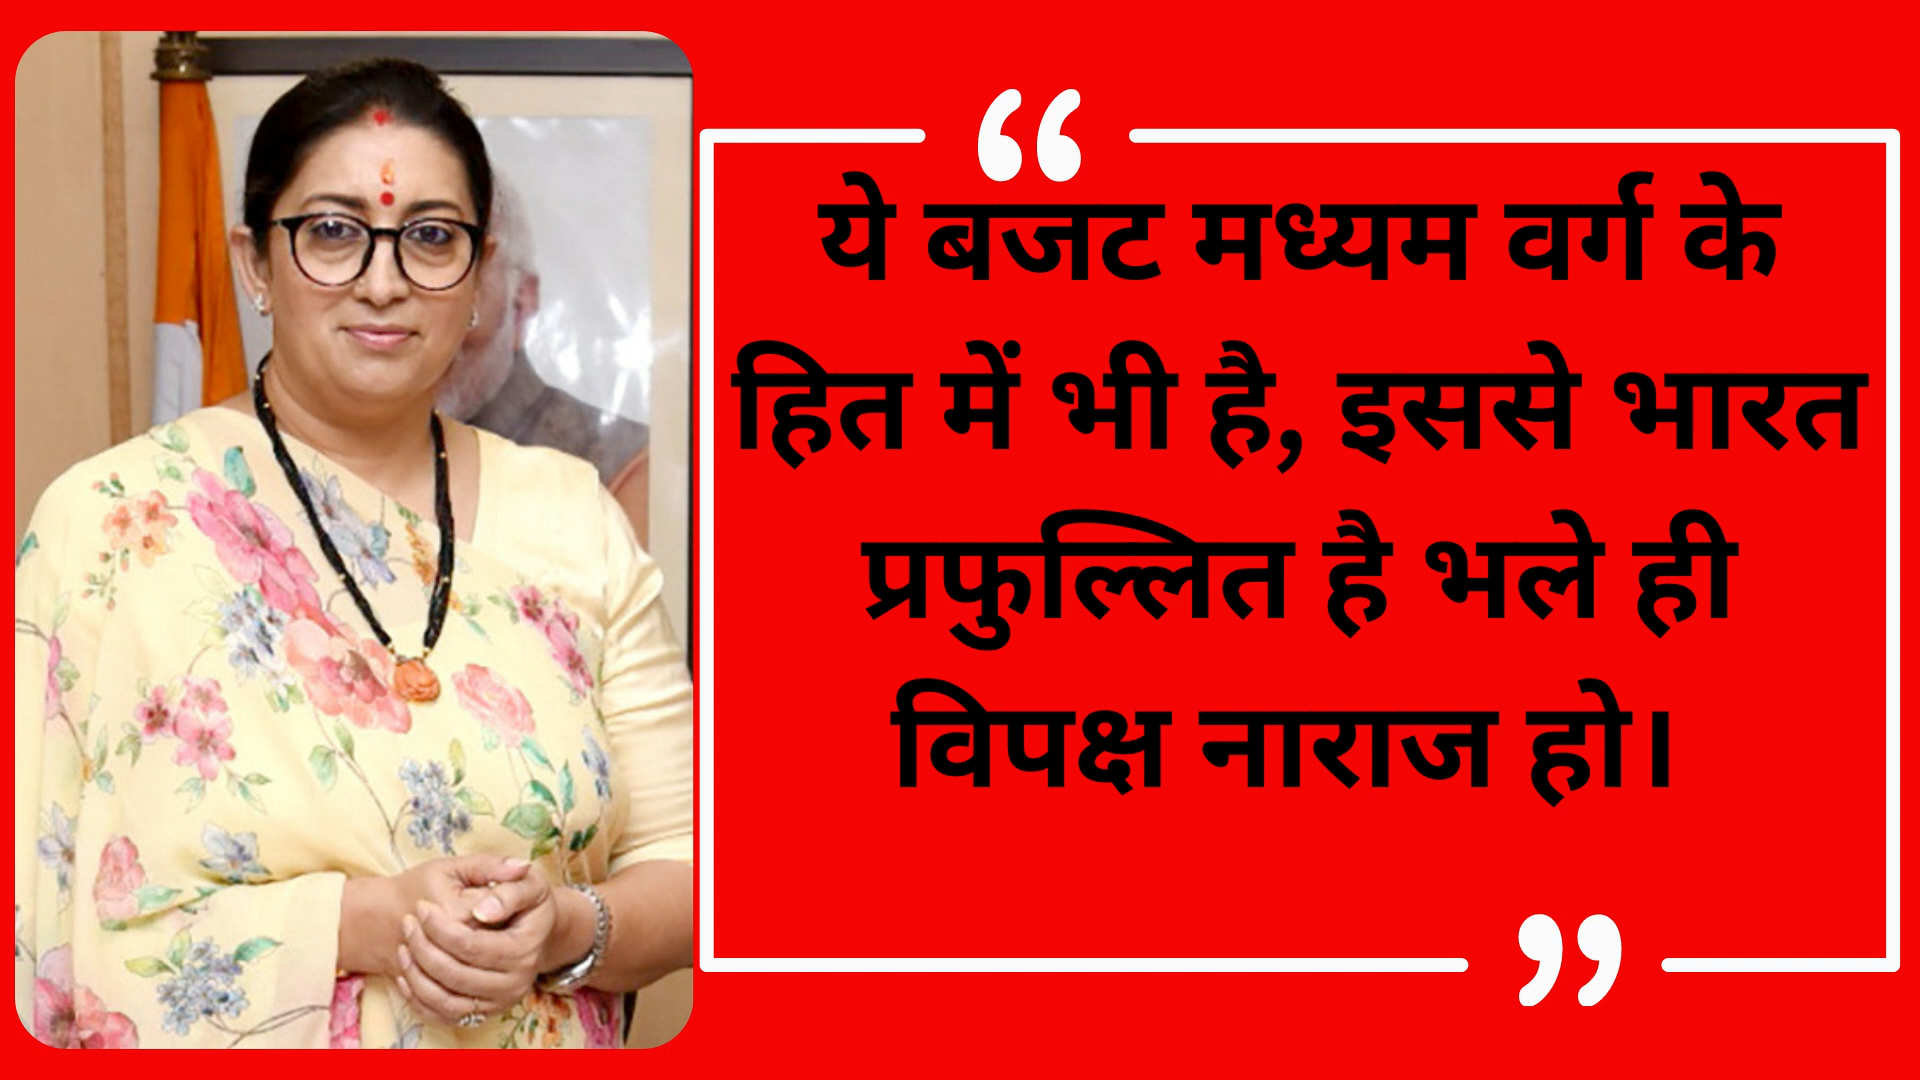 ये बजट मध्यम वर्ग के
हित में भी है, इससे भारत
प्रफुल्लित है भले ही
विपक्ष नाराज हो।